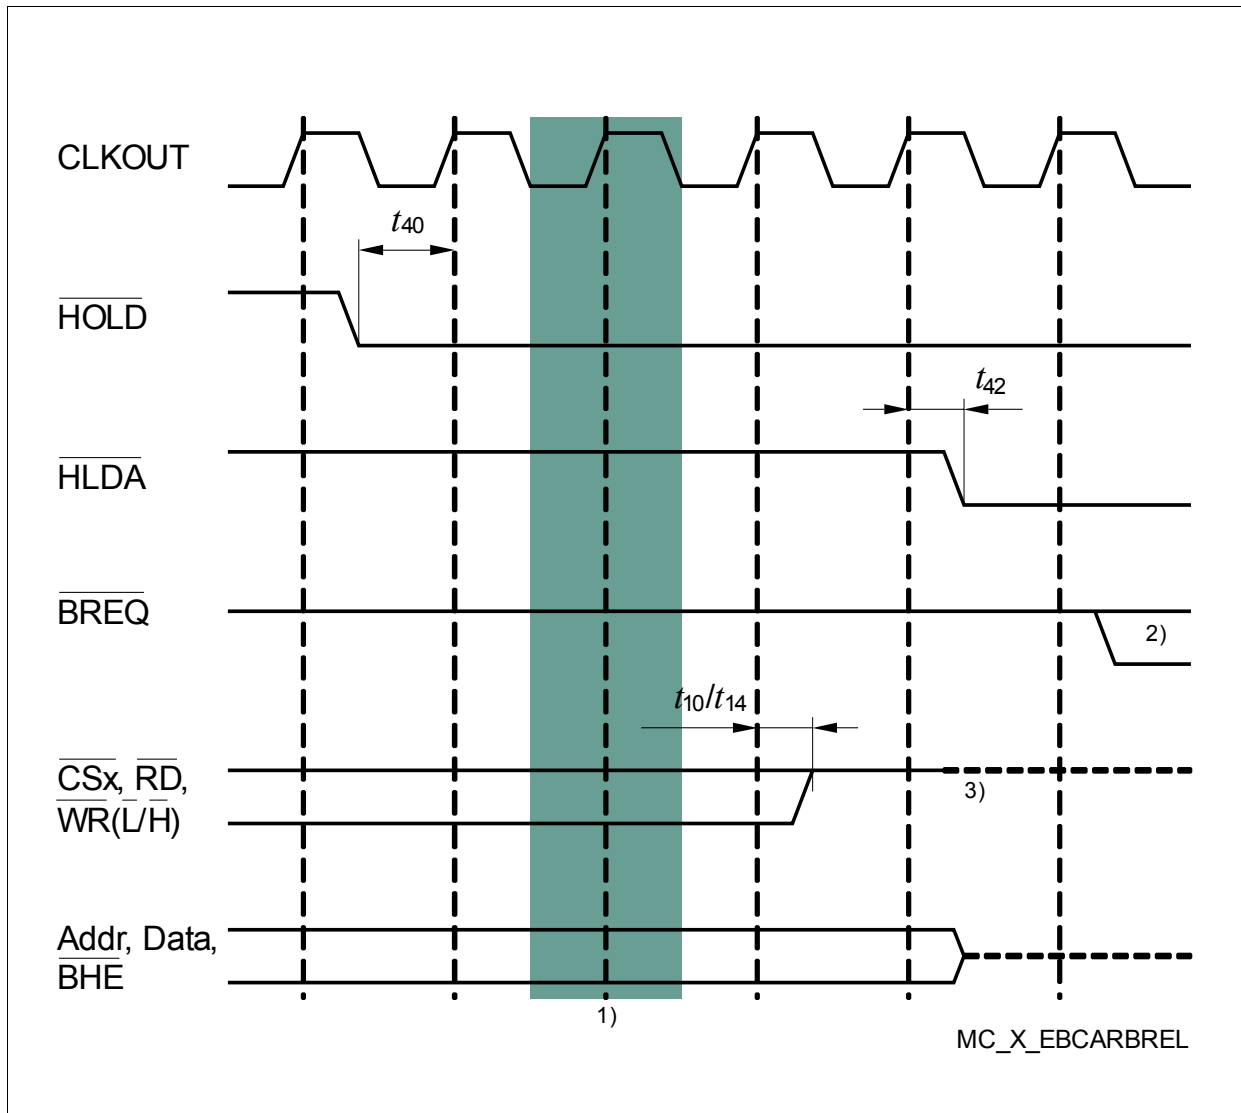 CLKOUT
t40
HOLD
t42
HLDA
BREQ
2)
t10/t14
CSx, RD,
WR(L/H)
3)
Addr, Data,
BHE
1)
MC_X_EBCARBREL